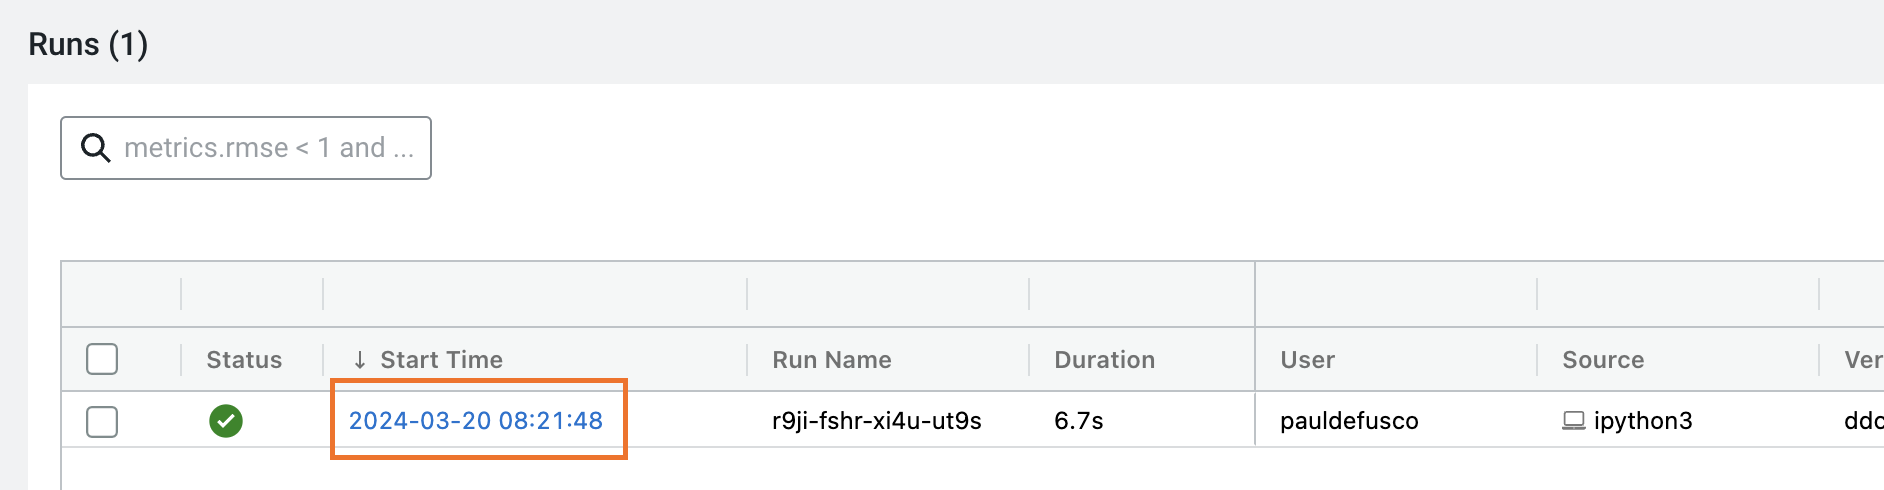 Runs (1)
metrics.rmse < 1 and ...
Status ↓ Start Time Run Name Duration User Source Ver
2024-03-20 08:21:48 r9ji-fshr-xi4u-ut9s 6.7s pauldefusco ipython3 ddc